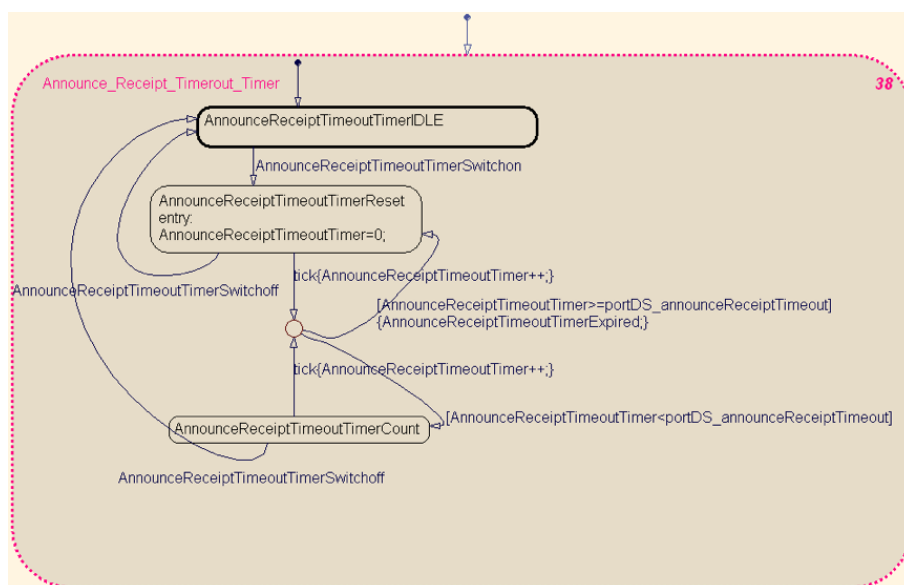 Announce_Receipt_Timerout_Timer
38
AnnounceReceiptTimeoutTimerIDLE
AnnounceReceiptTimeoutTimerSwitchon
AnnounceReceiptTimeoutTimerReset
entry:
AnnounceReceiptTimeoutTimer=0;
tick{AnnounceReceiptTimeoutTimer++;}
AnnounceReceiptTimeoutTimerSwitchoff
[AnnounceReceiptTimeoutTimer>=portDS_announceReceiptTimeout]
{AnnounceReceiptTimeoutTimerExpired;}
tick{AnnounceReceiptTimeoutTimer++;}
[AnnounceReceiptTimeoutTimer<portDS_announceReceiptTimeout]
AnnounceReceiptTimeoutTimerCount
AnnounceReceiptTimeoutTimerSwitchoff